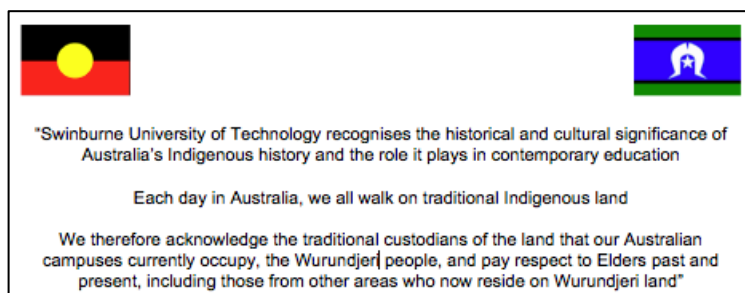 "Swinburne University of Technology recognises the historical and cultural significance of
Australia's Indigenous history and the role it plays in contemporary education
Each day in Australia, we all walk on traditional Indigenous land
We therefore acknowledge the traditional custodians of the land that our Australian
campuses currently occupy, the Wurundjeri people, and pay respect to Elders past and
present, including those from other areas who now reside on Wurundjeri land"